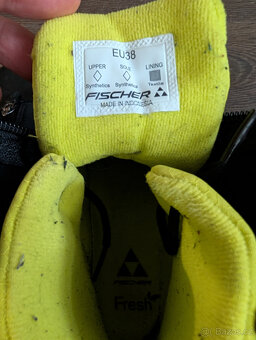 EU38
UPPER SOLE LINING
Synthetics Synthetics Textile
FISCHER
MADE IN INDONESIA
FISCHER
Fresh